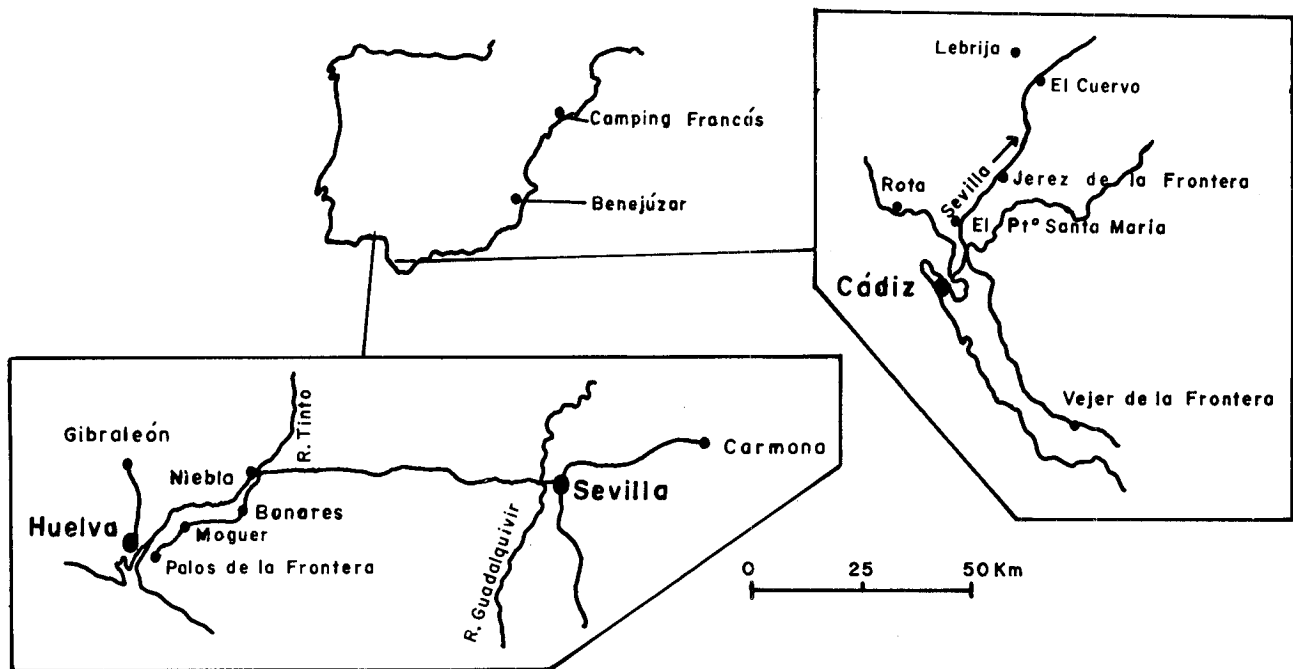 Camping Francás
Benejúzar
Lebrija
El Cuervo
Sevilla
Jerez de la Frontera
Rota
El Ptº Santa Maria
Cádiz
Vejer de la Frontera
Gibraleón
R. Tinto
Niebla
Carmona
Sevilla
Bonares
Huelva
Moguer
Palos de la Frontera
R. Guadalquivir
0 25 50 Km